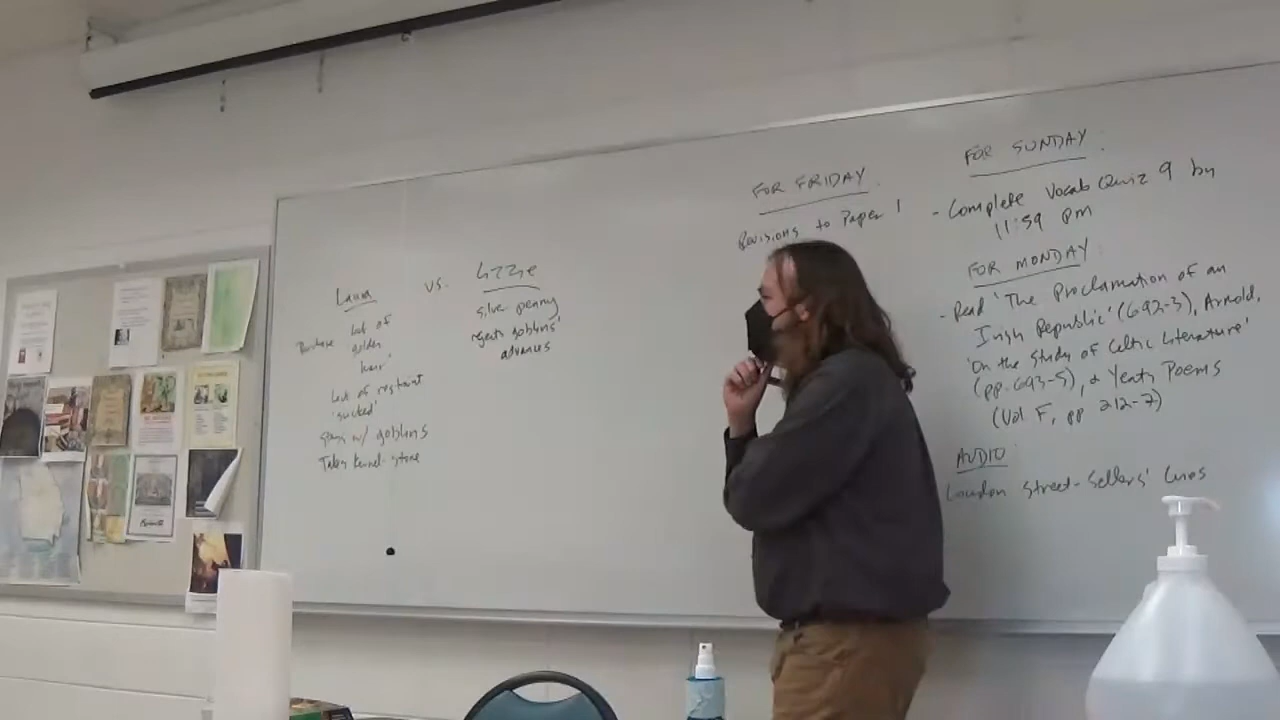 Laura
vs.
Lizzie
Purchase
lock of
golden
hair
lack of restraint
'sucked'
goblins
Takes kernel-stone
silver penny
rejects goblins'
advances
FOR FRIDAY
Revisions to Paper 1
FOR SUNDAY
- Complete Vocab Quiz 9 by
11:59 pm
FOR MONDAY
- Read 'The Proclamation of an
Irish Republic' (692-3), Arnold,
'On the Study of Celtic Literature'
(pp. 693-5), & Yeats Poems
(Vol F, pp 212-7)
AUDIO
London Street-Sellers' Cries